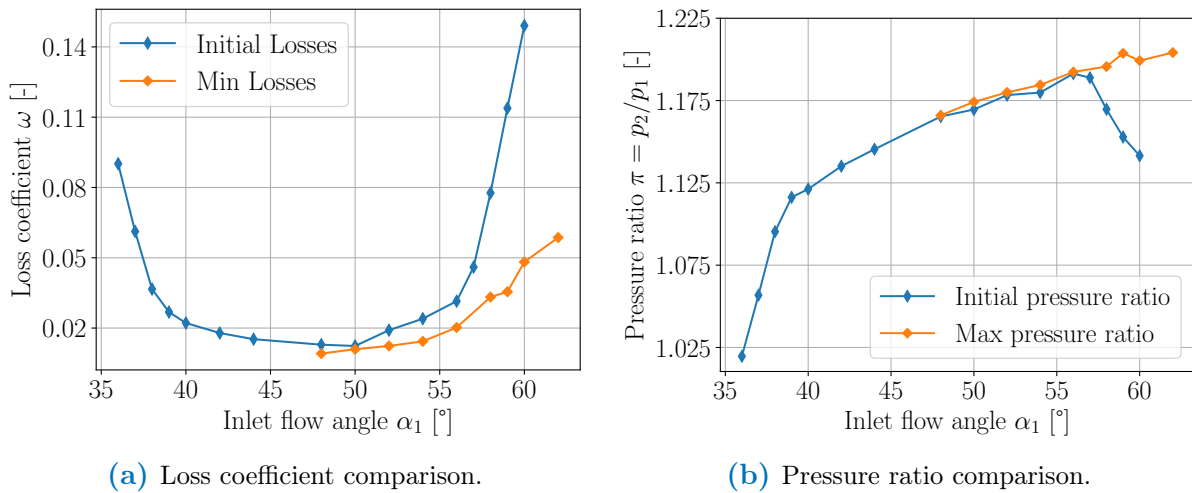 Loss coefficient ω [-]
0.14
0.11
0.08
0.05
0.02
Initial Losses
Min Losses
35 40 45 50 55 60
Inlet flow angle α₁ [°]
(a) Loss coefficient comparison.
Pressure ratio π = p₂/p₁ [-]
1.225
1.175
1.125
1.075
1.025
Initial pressure ratio
Max pressure ratio
35 40 45 50 55 60
Inlet flow angle α₁ [°]
(b) Pressure ratio comparison.